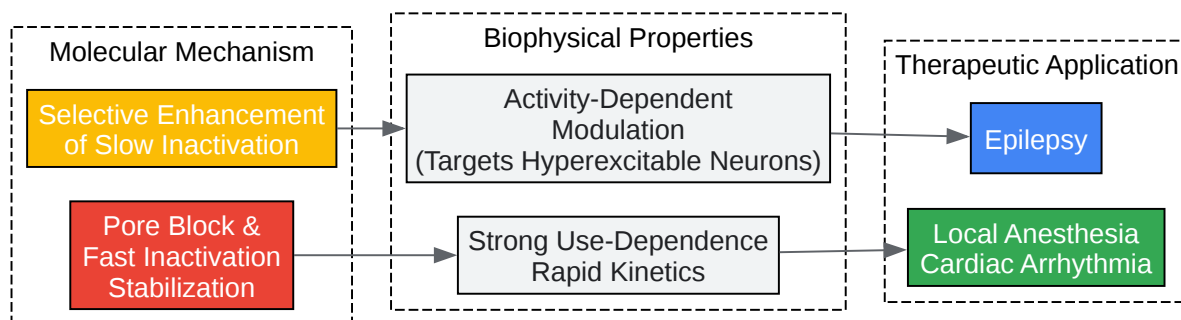 Molecular Mechanism
Selective Enhancement
of Slow Inactivation
Pore Block &
Fast Inactivation
Stabilization
Biophysical Properties
Activity-Dependent
Modulation
(Targets Hyperexcitable Neurons)
Strong Use-Dependence
Rapid Kinetics
Therapeutic Application
Epilepsy
Local Anesthesia
Cardiac Arrhythmia